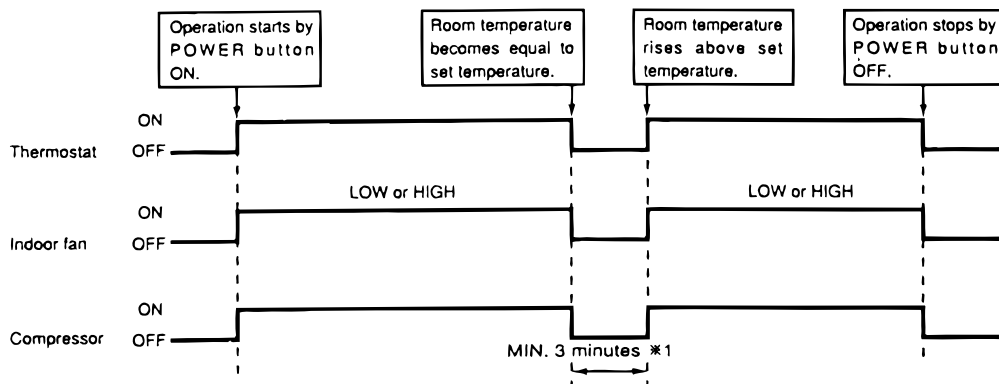 Operation starts by
POWER button
ON.
Room temperature
becomes equal to
set temperature.
Room temperature
rises above set
temperature.
Operation stops by
POWER button
OFF.
ON
Thermostat OFF
LOW or HIGH LOW or HIGH
ON
Indoor fan OFF
ON
Compressor OFF
MIN. 3 minutes ※1